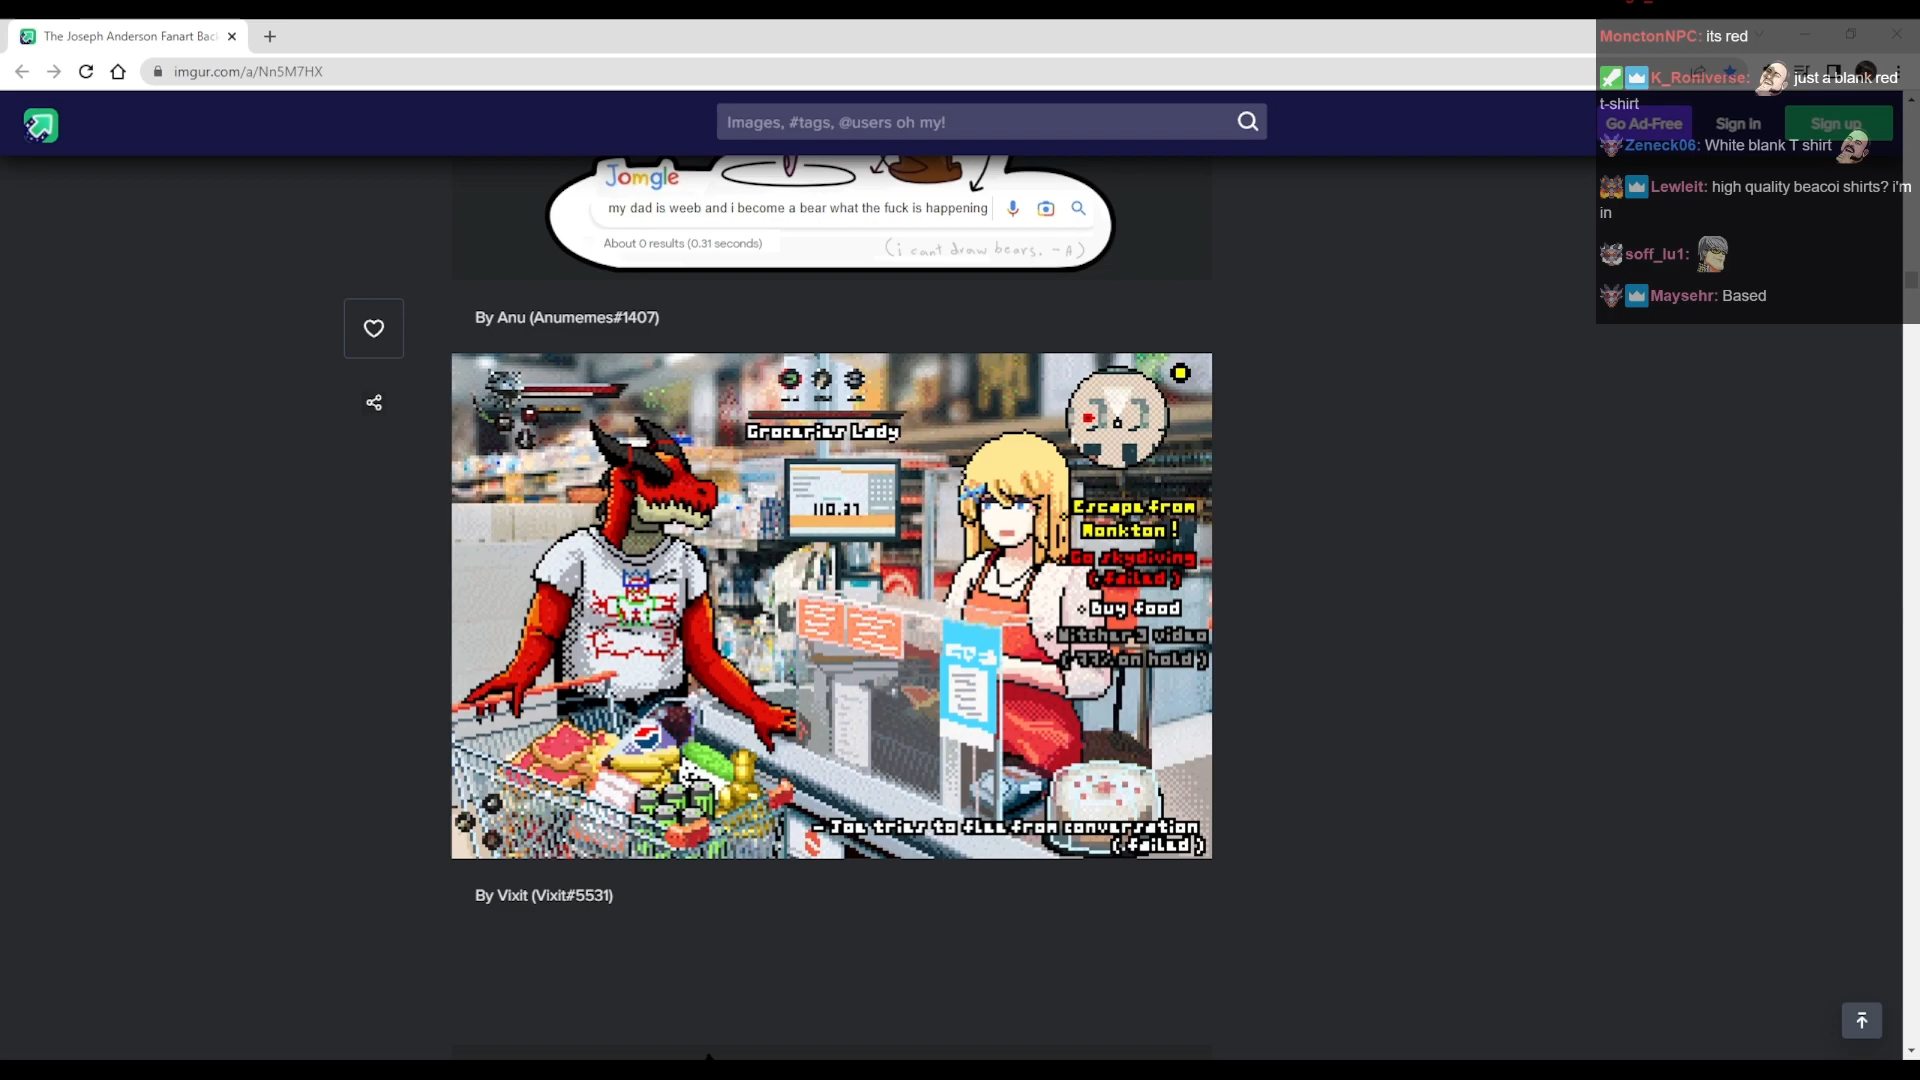 The Joseph Anderson Fanart Bac
imgur.com/a/Nn5M7HX
Images, #tags, @users oh my!
Go Ad-Free
Sign in
Sign up
MonctonNPC: its red
K_Roniverse: just a blank red
t-shirt
Zeneck06: White blank T shirt
Lewleit: high quality beacoi shirts? i'm
in
soff_lu1:
Maysehr: Based
Jomgle
my dad is weeb and i become a bear what the fuck is happening
About 0 results (0.31 seconds)
(i cant draw bears. - A)
By Anu (Anumemes#1407)
Groceries Lady
110.37
Escape from
Monkton !
Go skydiving
(failed)
Buy food
Witcher 3 video
(99% on hold)
- Joe tries to flee from conversation
(failed)
By Vixit (Vixit#5531)